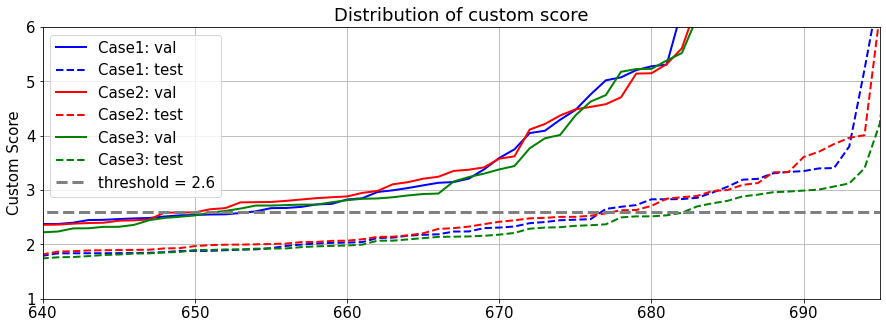 Distribution of custom score
Custom Score
6
5
4
3
2
1
640
650
660
670
680
690
Case1: val
Case1: test
Case2: val
Case2: test
Case3: val
Case3: test
threshold = 2.6